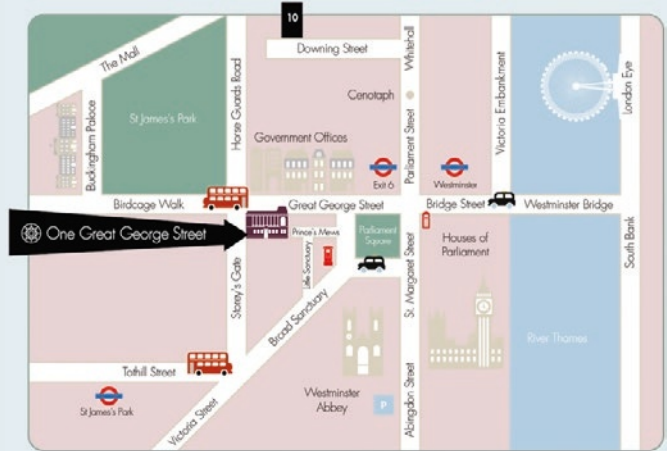 10
Downing Street
The Mall
Whitehall
Cenotaph
Buckingham Palace
St James's Park
Horse Guards Road
Government Offices
Parliament Street
Victoria Embankment
London Eye
Exit 6
Westminster
Birdcage Walk
Great George Street
Bridge Street
Westminster Bridge
One Great George Street
Prince's Mews
Parliament Square
Little Sanctuary
Houses of
Parliament
South Bank
Storey's Gate
Broad Sanctuary
St. Margaret Street
River Thames
Tothill Street
St James's Park
Victoria Street
Westminster
Abbey
P
Abingdon Street